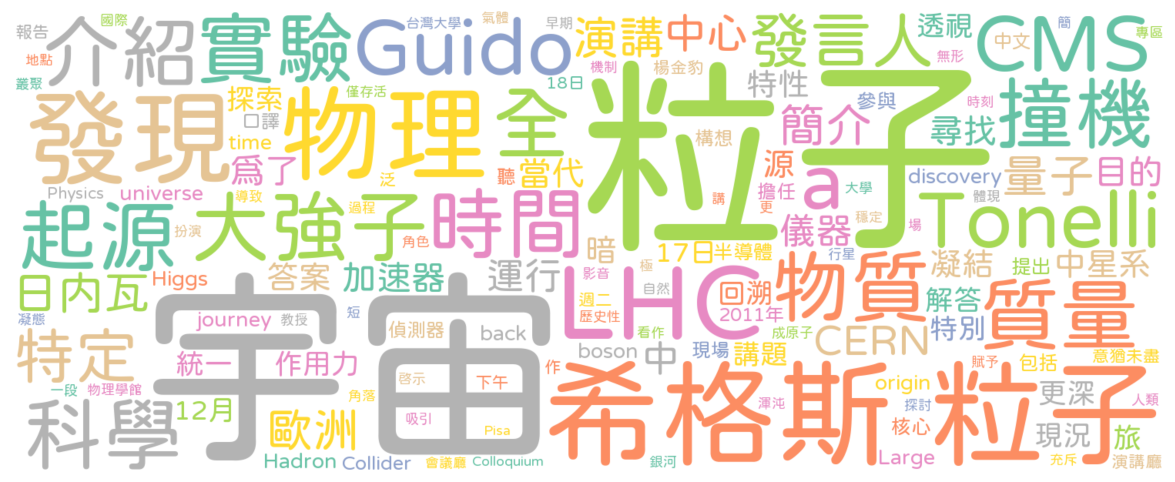 報告
國際
介紹
實驗
Guido
台灣大學
氣體
早期
演講
中心
發言人
透視
CMS
中文
簡
專區
無形
地點
叢聚
發現
探索
口譯
time
物理
僅存活
18日
機制
楊金豹
全
粒子
特性
構想
簡介
參與
尋找
時刻
撞機
爲了
當代
聽
源
擔任
a
大學
discovery
量子
目的
Physics
universe
導致
泛
過程
講
更
體現
起源
扮演
大強子
角色
時間
暗
17日
半導體
儀器
穩定
場
行星
Tonelli
日內瓦
Higgs
答案
加速器
運行
影音
極
自然
回溯
物質
凝結
提出
中星系
凝態
journey
教授
短
偵測器
back
週二
歷史性
LHC
2011年
成原子
解答
特別
質量
特定
統一
作用力
宇宙
boson
中
看作
現場
講題
CERN
賦予
包括
意猶未盡
一段
物理學館
12月
啓示
角落
下午
作
希格斯粒子
origin
探討
更深
人類
科學
歐洲
吸引
Pisa
渾沌
核心
現況
旅
Hadron
Collider
會議廳
Colloquium
銀河
Large
充斥
演講廳